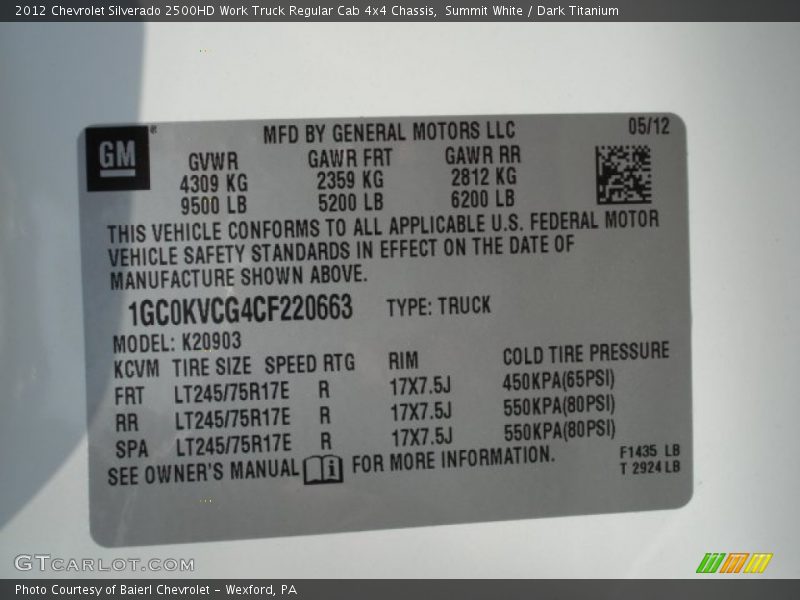 2012 Chevrolet Silverado 2500HD Work Truck Regular Cab 4x4 Chassis,  Summit White / Dark Titanium
GM®
MFD BY GENERAL MOTORS LLC 05/12
GVWR GAWR FRT GAWR RR
4309 KG 2359 KG 2812 KG
9500 LB 5200 LB 6200 LB
THIS VEHICLE CONFORMS TO ALL APPLICABLE U.S. FEDERAL MOTOR
VEHICLE SAFETY STANDARDS IN EFFECT ON THE DATE OF
MANUFACTURE SHOWN ABOVE.
1GC0KVCG4CF220663 TYPE: TRUCK
MODEL: K20903
KCVM TIRE SIZE SPEED RTG RIM COLD TIRE PRESSURE
FRT LT245/75R17E R 17X7.5J 450KPA(65PSI)
RR LT245/75R17E R 17X7.5J 550KPA(80PSI)
SPA LT245/75R17E R 17X7.5J 550KPA(80PSI)
SEE OWNER'S MANUAL i FOR MORE INFORMATION.
F1435 LB
T 2924 LB
GTCARLOT.COM
Photo Courtesy of Baierl Chevrolet - Wexford, PA